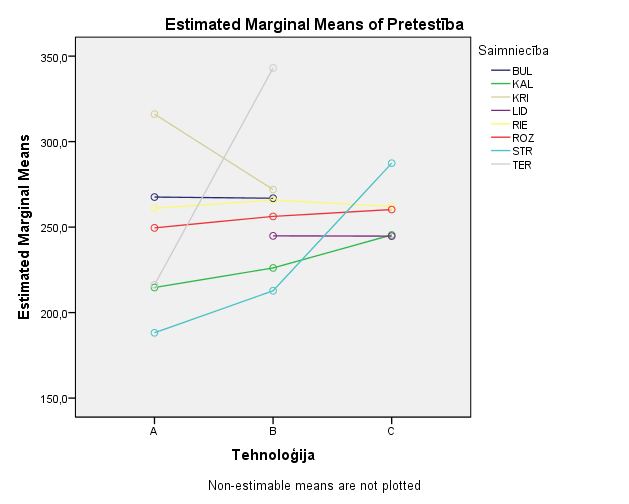 Estimated Marginal Means of Pretestība
Saimniecība
BUL
KAL
KRI
LID
RIE
ROZ
STR
TER
Estimated Marginal Means
350,0
300,0
250,0
200,0
150,0
A B C
Tehnoloģija
Non-estimable means are not plotted